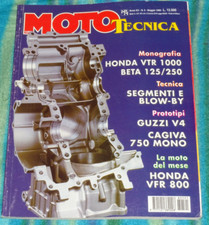 MOTO
TECNICA
Monografia
HONDA VTR 1000
BETA 125/250
Tecnica
SEGMENTI E
BLOW-BY
Prototipi
GUZZI V4
CAGIVA
750 MONO
La moto
del mese
HONDA
VFR 800